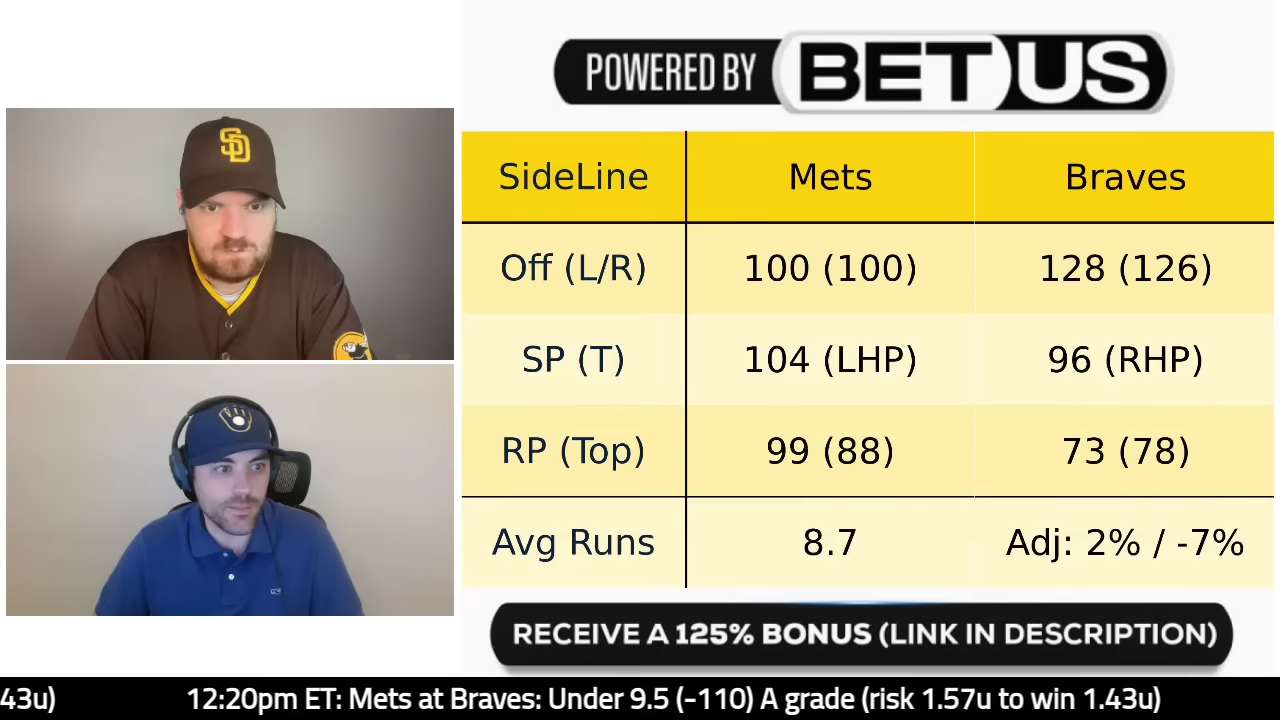 POWERED BY BETUS
SD
SideLine Mets Braves
Off (L/R) 100 (100) 128 (126)
SP (T) 104 (LHP) 96 (RHP)
RP (Top) 99 (88) 73 (78)
Avg Runs 8.7 Adj: 2% / -7%
RECEIVE A 125% BONUS (LINK IN DESCRIPTION)
43u) 12:20pm ET: Mets at Braves: Under 9.5 (-110) A grade (risk 1.57u to win 1.43u)